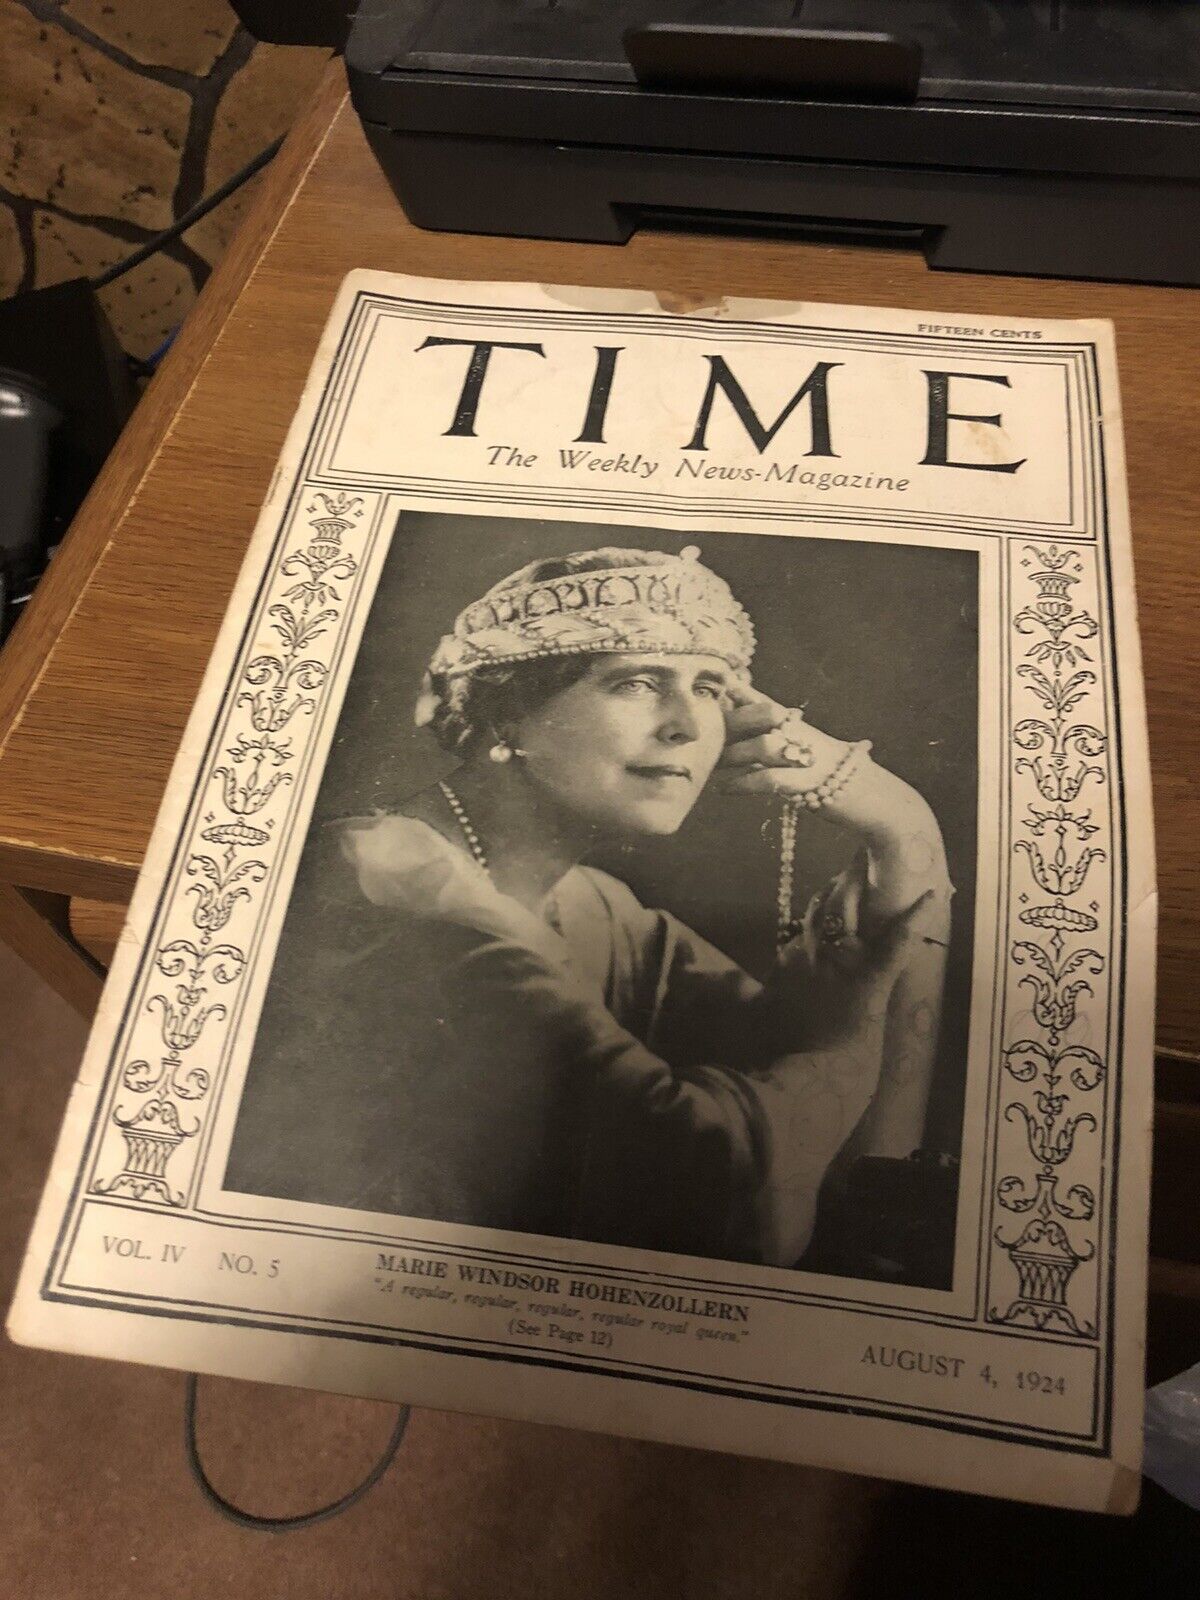 FIFTEEN CENTS
TIME
The Weekly News-Magazine
VOL. IV NO. 5
MARIE WINDSOR HOHENZOLLERN
"A regular, regular, regular, regular royal queen."
(See Page 12)
AUGUST 4, 1924